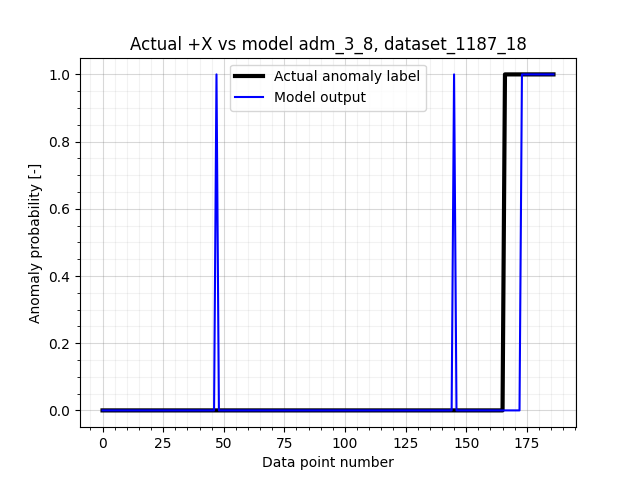 Actual +X vs model adm_3_8, dataset_1187_18
Actual anomaly label
Model output
Anomaly probability [-]
1.0
0.8
0.6
0.4
0.2
0.0
0 25 50 75 100 125 150 175
Data point number